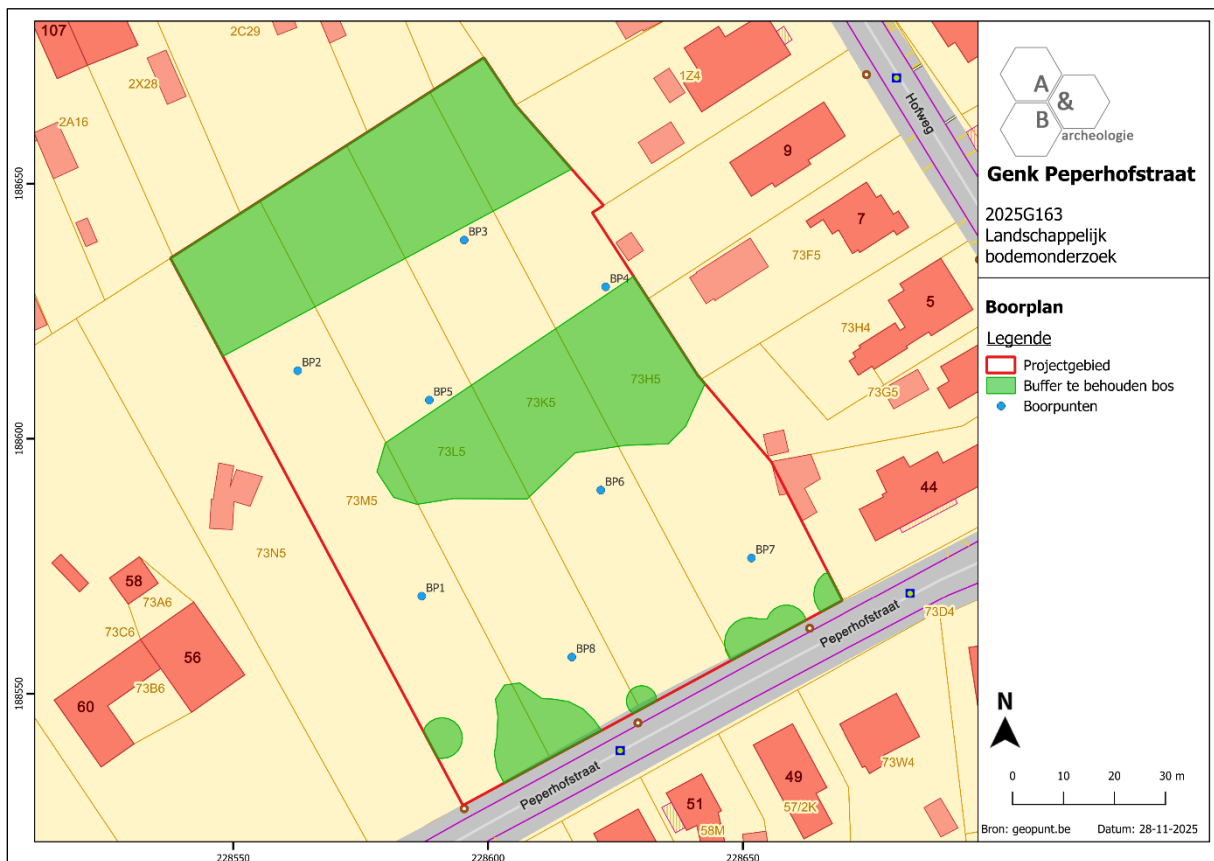 107
2C29
2X28
2A16
1Z4
Hofweg
9
7
73F5
5
73H4
73G5
44
BP3
BP4
BP2
BP5
73H5
73K5
73L5
73M5
73N5
BP6
BP7
BP1
BP8
58
73A6
73C6
56
73B6
60
Peperhofstraat
Peperhofstraat
73D4
73W4
49
57/2K
51
58M
188650
188600
188550
228550
228600
228650
A
&
B
archeologie
Genk Peperhofstraat
2025G163
Landschappelijk
bodemonderzoek
Boorplan
Legende
Projectgebied
Buffer te behouden bos
Boorpunten
N
0 10 20 30 m
Bron: geopunt.be Datum: 28-11-2025